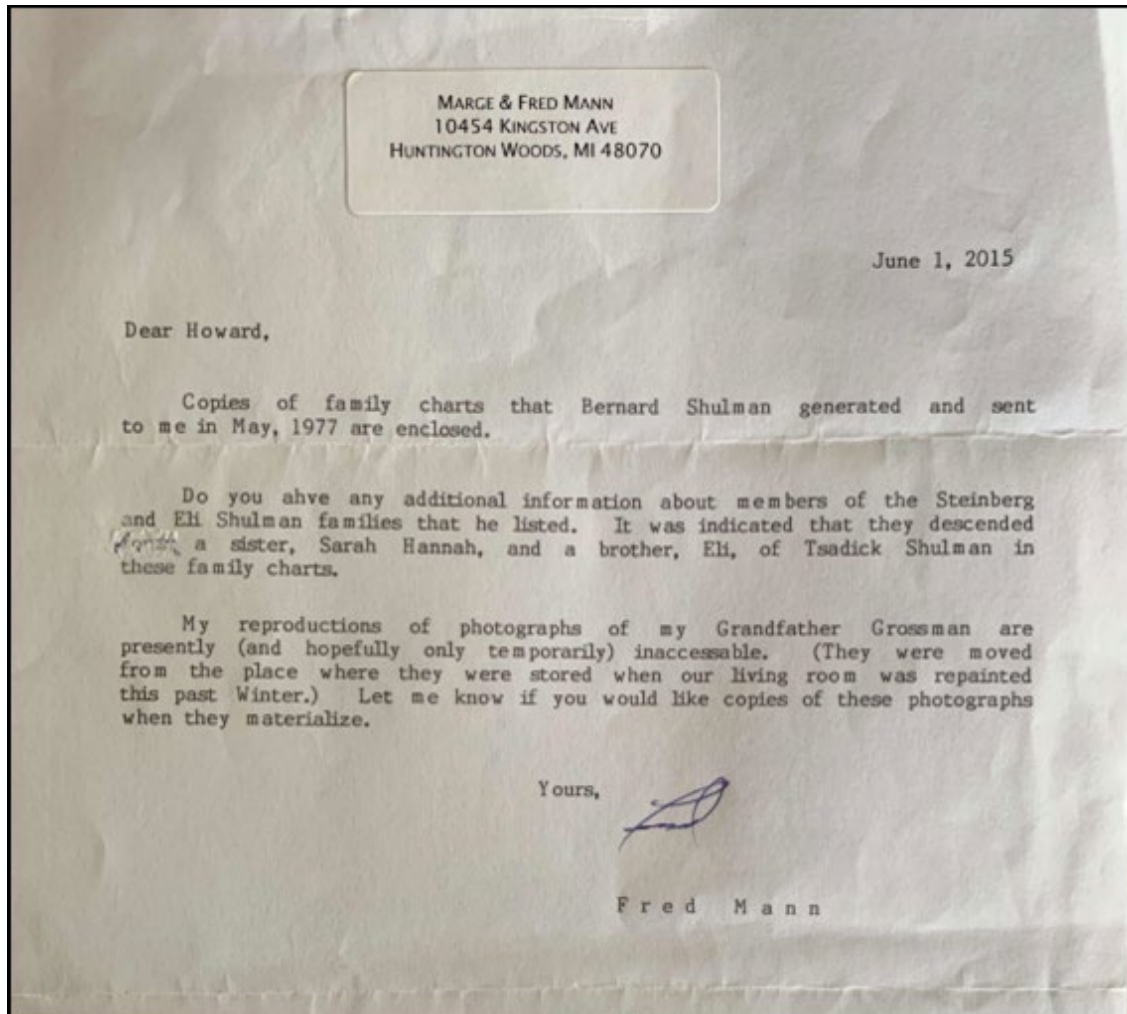 MARGE & FRED MANN
10454 KINGSTON AVE
HUNTINGTON WOODS, MI 48070
June 1, 2015
Dear Howard,
Copies of family charts that Bernard Shulman generated and sent
to me in May, 1977 are enclosed.
Do you ahve any additional information about members of the Steinberg
and Eli Shulman families that he listed. It was indicated that they descended
a sister, Sarah Hannah, and a brother, Eli, of Tsadick Shulman in
these family charts.
My reproductions of photographs of my Grandfather Grossman are
presently (and hopefully only temporarily) inaccessable. (They were moved
from the place where they were stored when our living room was repainted
this past Winter.) Let me know if you would like copies of these photographs
when they materialize.
Yours,
Fred Mann